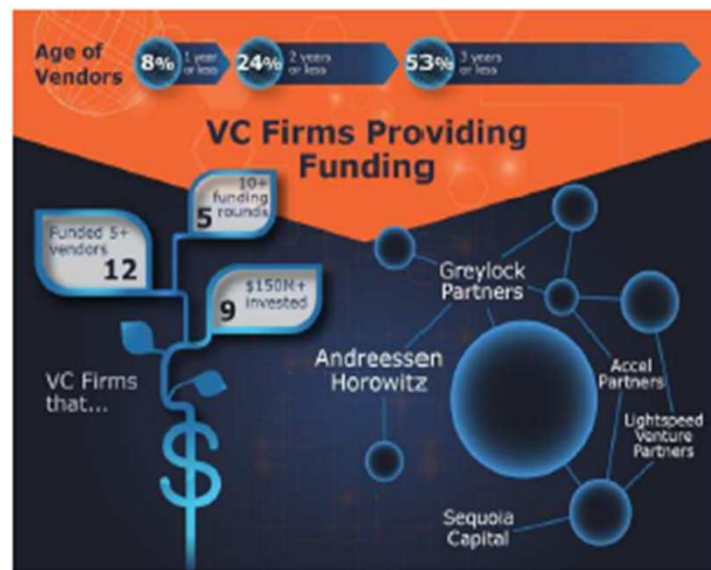 Age of
Vendors
8%
1 year
or less
24%
2 years
or less
53%
3 years
or less
VC Firms Providing
Funding
10+
funding
rounds
5
Funded 5+
vendors
12
$150M+
invested
9
VC Firms
that...
$
Greylock
Partners
Andreessen
Horowitz
Accel
Partners
Lightspeed
Venture
Partners
Sequoia
Capital